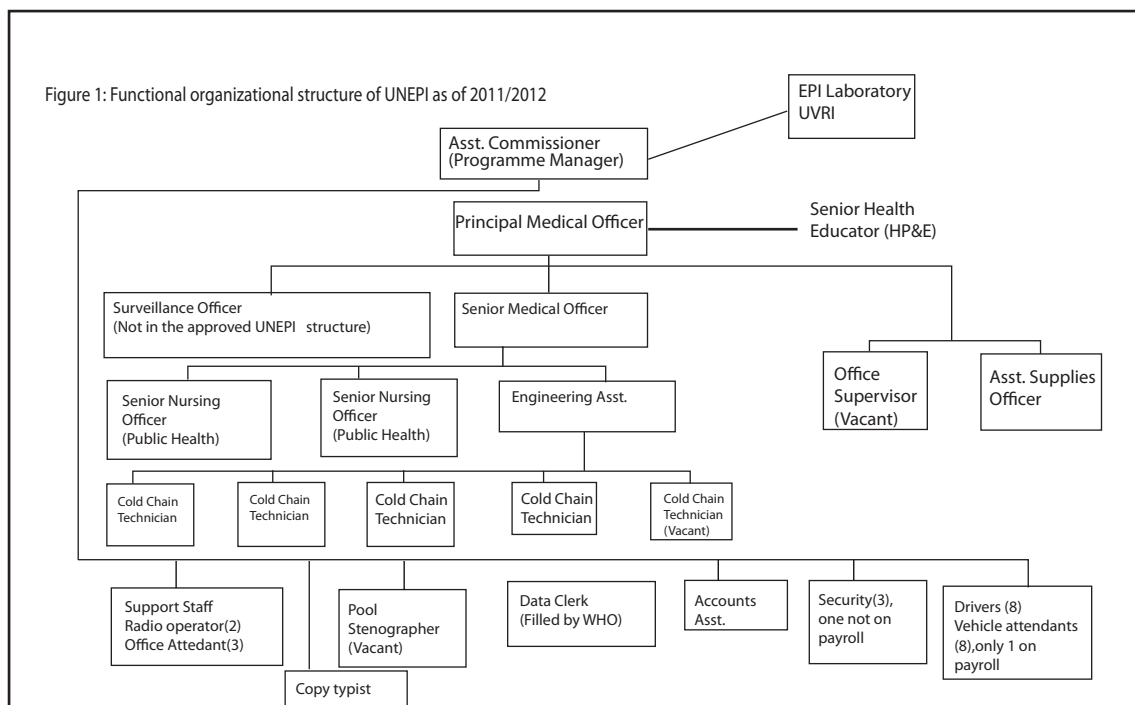 Figure 1: Functional organizational structure of UNEPI as of 2011/2012
EPI Laboratory
UVRI
Asst. Commissioner
(Programme Manager)
Principal Medical Officer
Senior Health
Educator (HP&E)
Surveillance Officer
(Not in the approved UNEPI structure)
Senior Medical Officer
Office
Supervisor
(Vacant)
Asst. Supplies
Officer
Senior Nursing
Officer
(Public Health)
Senior Nursing
Officer
(Public Health)
Engineering Asst.
Cold Chain
Technician
Cold Chain
Technician
Cold Chain
Technician
Cold Chain
Technician
Cold Chain
Technician
(Vacant)
Support Staff
Radio operator(2)
Office Attedant(3)
Copy typist
Pool
Stenographer
(Vacant)
Data Clerk
(Filled by WHO)
Accounts
Asst.
Security(3),
one not on
payroll
Drivers (8)
Vehicle attendants
(8),only 1 on
payroll